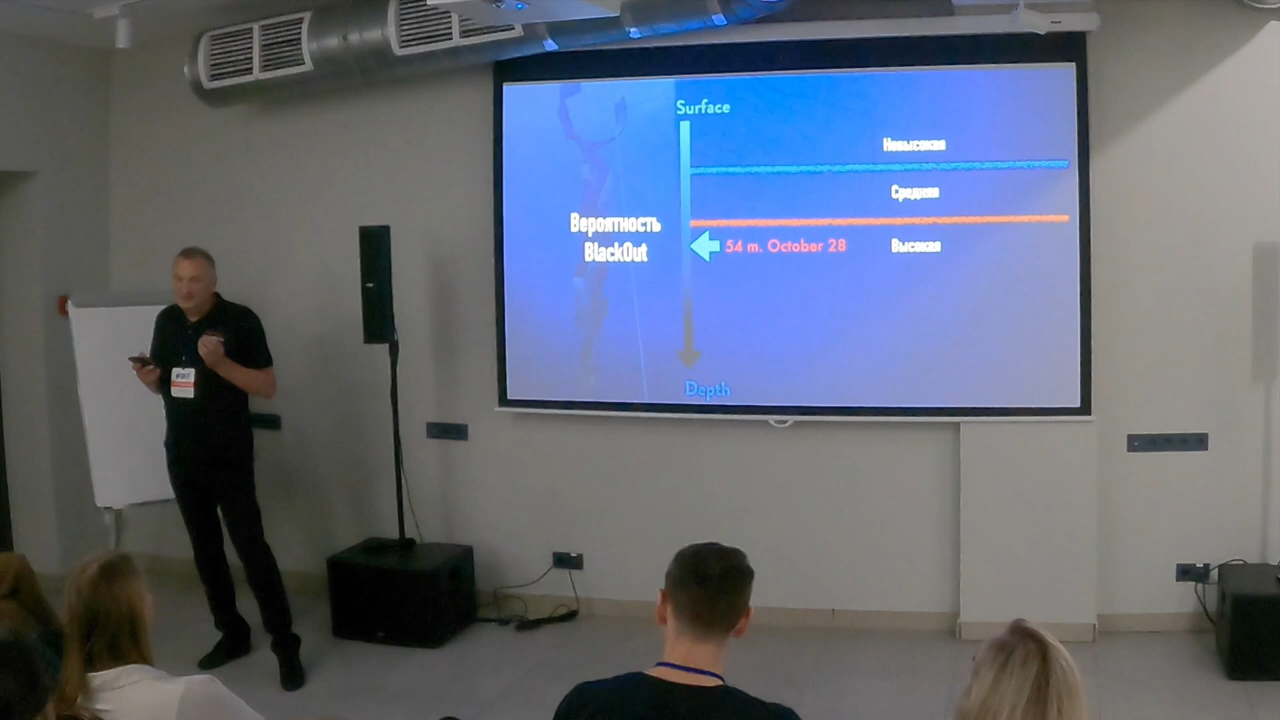 Surface
Невысокая
Средняя
Вероятность
BlackOut
54 m. October 28
Высокая
Depth